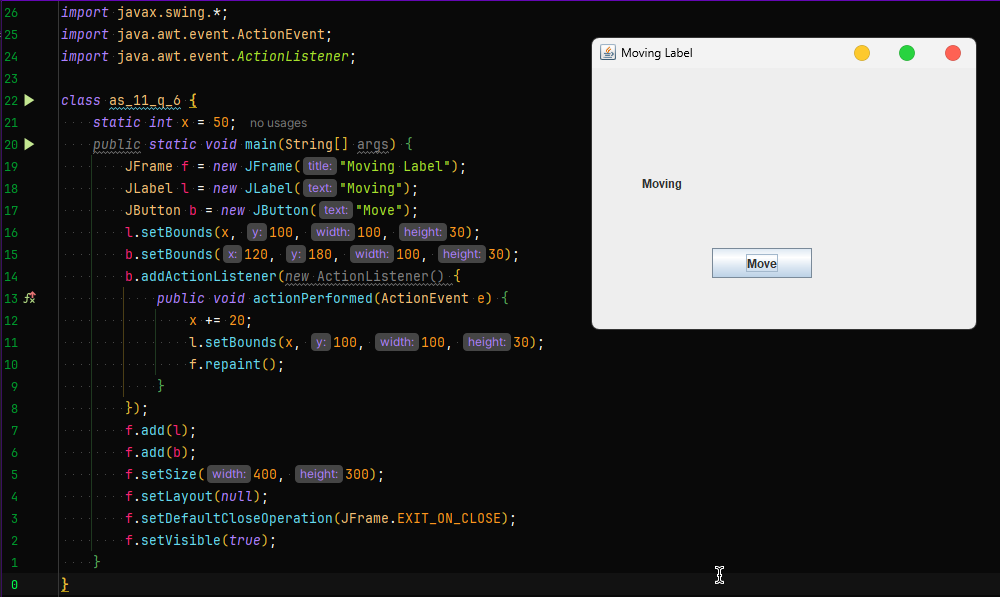 26 import javax.swing.*;
25 import java.awt.event.ActionEvent;
24 import java.awt.event.ActionListener;
23
22 class as_11_q_6 {
21 static int x = 50; no usages
20 public static void main(String[] args) {
19 JFrame f = new JFrame( title: "Moving Label");
18 JLabel l = new JLabel( text: "Moving");
17 JButton b = new JButton( text: "Move");
16 l.setBounds(x, y: 100, width: 100, height: 30);
15 b.setBounds( x: 120, y: 180, width: 100, height: 30);
14 b.addActionListener(new ActionListener() {
13 public void actionPerformed(ActionEvent e) {
12 x += 20;
11 l.setBounds(x, y: 100, width: 100, height: 30);
10 f.repaint();
9 }
8 });
7 f.add(l);
6 f.add(b);
5 f.setSize( width: 400, height: 300);
4 f.setLayout(null);
3 f.setDefaultCloseOperation(JFrame.EXIT_ON_CLOSE);
2 f.setVisible(true);
1 }
0 }
Moving Label
Moving
Move